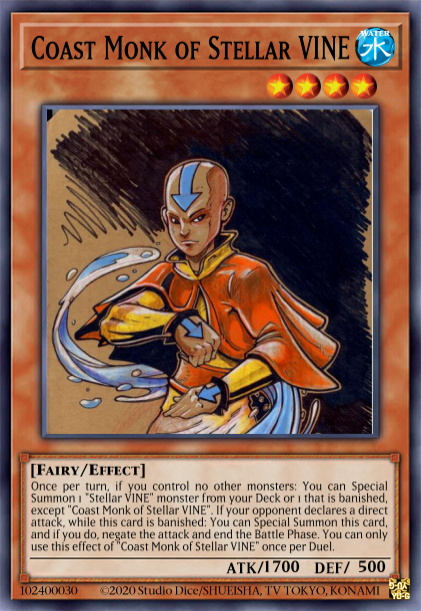 COAST MONK OF STELLAR VINE
WATER
水
[FAIRY/EFFECT]
Once per turn, if you control no other monsters: You can Special
Summon 1 "Stellar VINE" monster from your Deck or 1 that is banished,
except "Coast Monk of Stellar VINE". If your opponent declares a direct
attack, while this card is banished: You can Special Summon this card,
and if you do, negate the attack and end the Battle Phase. You can only
use this effect of "Coast Monk of Stellar VINE" once per Duel.
ATK/1700 DEF/ 500
102400030 ©2020 Studio Dice/SHUEISHA, TV TOKYO, KONAMI